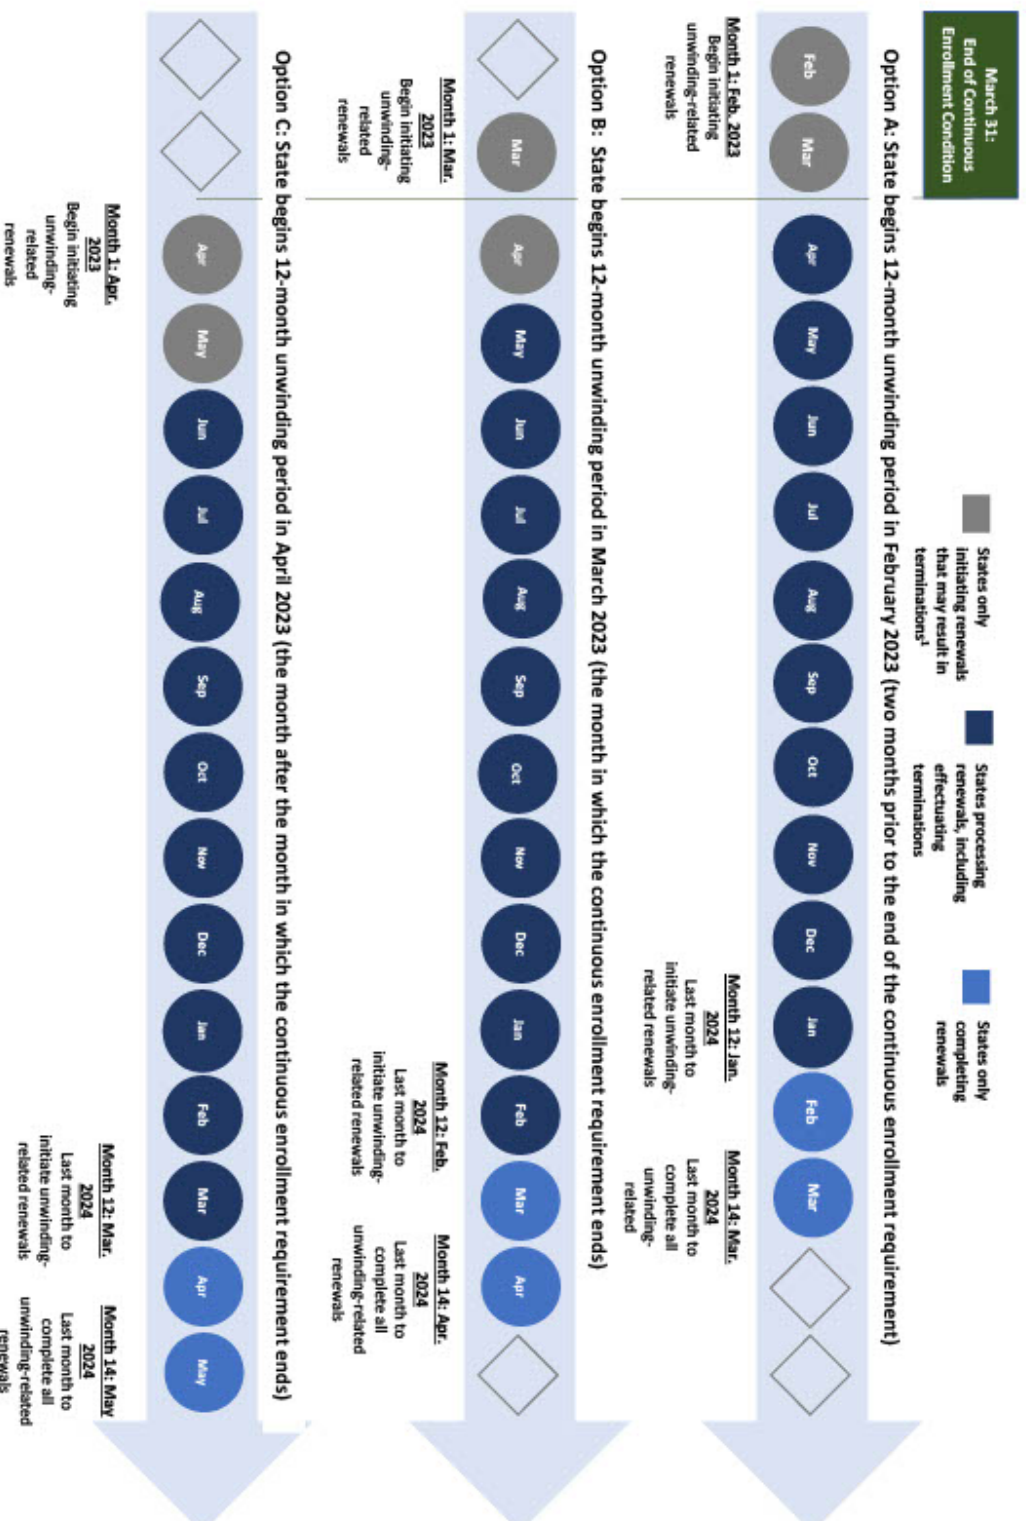 March 31:
End of Continuous
Enrollment Condition
States only
initiating renewals
that may result in
terminations¹
States processing
renewals, including
effectuating
terminations
States only
completing
renewals
Option A: State begins 12-month unwinding period in February 2023 (two months prior to the end of the continuous enrollment requirement)
Feb
Mar
Apr
May
Jun
Jul
Aug
Sep
Oct
Nov
Dec
Jan
Feb
Mar
Month 1: Feb. 2023
Begin initiating
unwinding-related
renewals
Month 12: Jan.
2024
Last month to
initiate unwinding-
related renewals
Month 14: Mar.
2024
Last month to
complete all
unwinding-
related
Option B: State begins 12-month unwinding period in March 2023 (the month in which the continuous enrollment requirement ends)
Mar
Apr
May
Jun
Jul
Aug
Sep
Oct
Nov
Dec
Jan
Feb
Mar
Apr
Month 1: Mar.
2023
Begin initiating
unwinding-
related
renewals
Month 12: Feb.
2024
Last month to
initiate unwinding-
related renewals
Month 14: Apr.
2024
Last month to
complete all
unwinding-related
renewals
Option C: State begins 12-month unwinding period in April 2023 (the month after the month in which the continuous enrollment requirement ends)
Apr
May
Jun
Jul
Aug
Sep
Oct
Nov
Dec
Jan
Feb
Mar
Apr
May
Month 1: Apr.
2023
Begin initiating
unwinding-
related
renewals
Month 12: Mar.
2024
Last month to
initiate unwinding-
related renewals
Month 14: May
2024
Last month to
complete all
unwinding-related
renewals